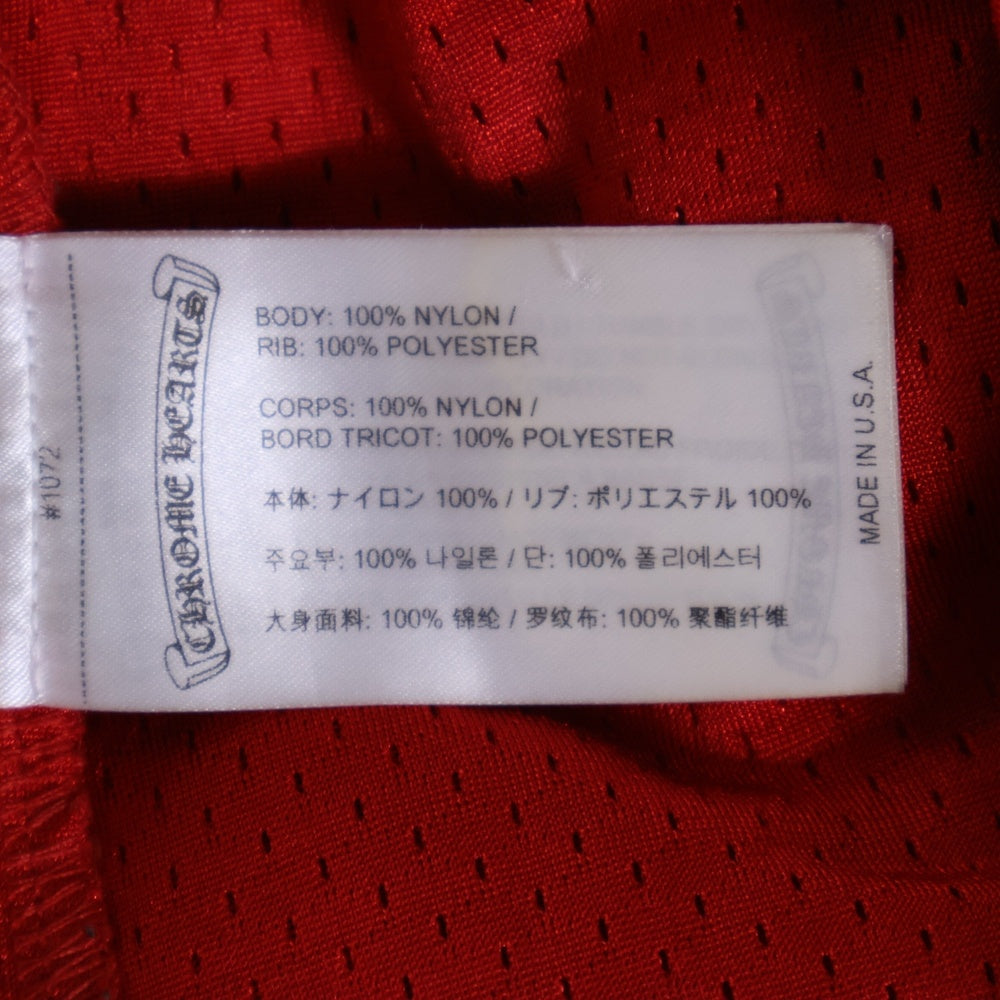 #1072
CHROME HEARTS
BODY: 100% NYLON /
RIB: 100% POLYESTER
CORPS: 100% NYLON /
BORD TRICOT: 100% POLYESTER
本体: ナイロン 100% / リブ: ポリエステル 100%
주요부: 100% 나일론 / 단: 100% 폴리에스터
大身面料: 100% 锦纶 / 罗纹布: 100% 聚酯纤维
MADE IN U.S.A.